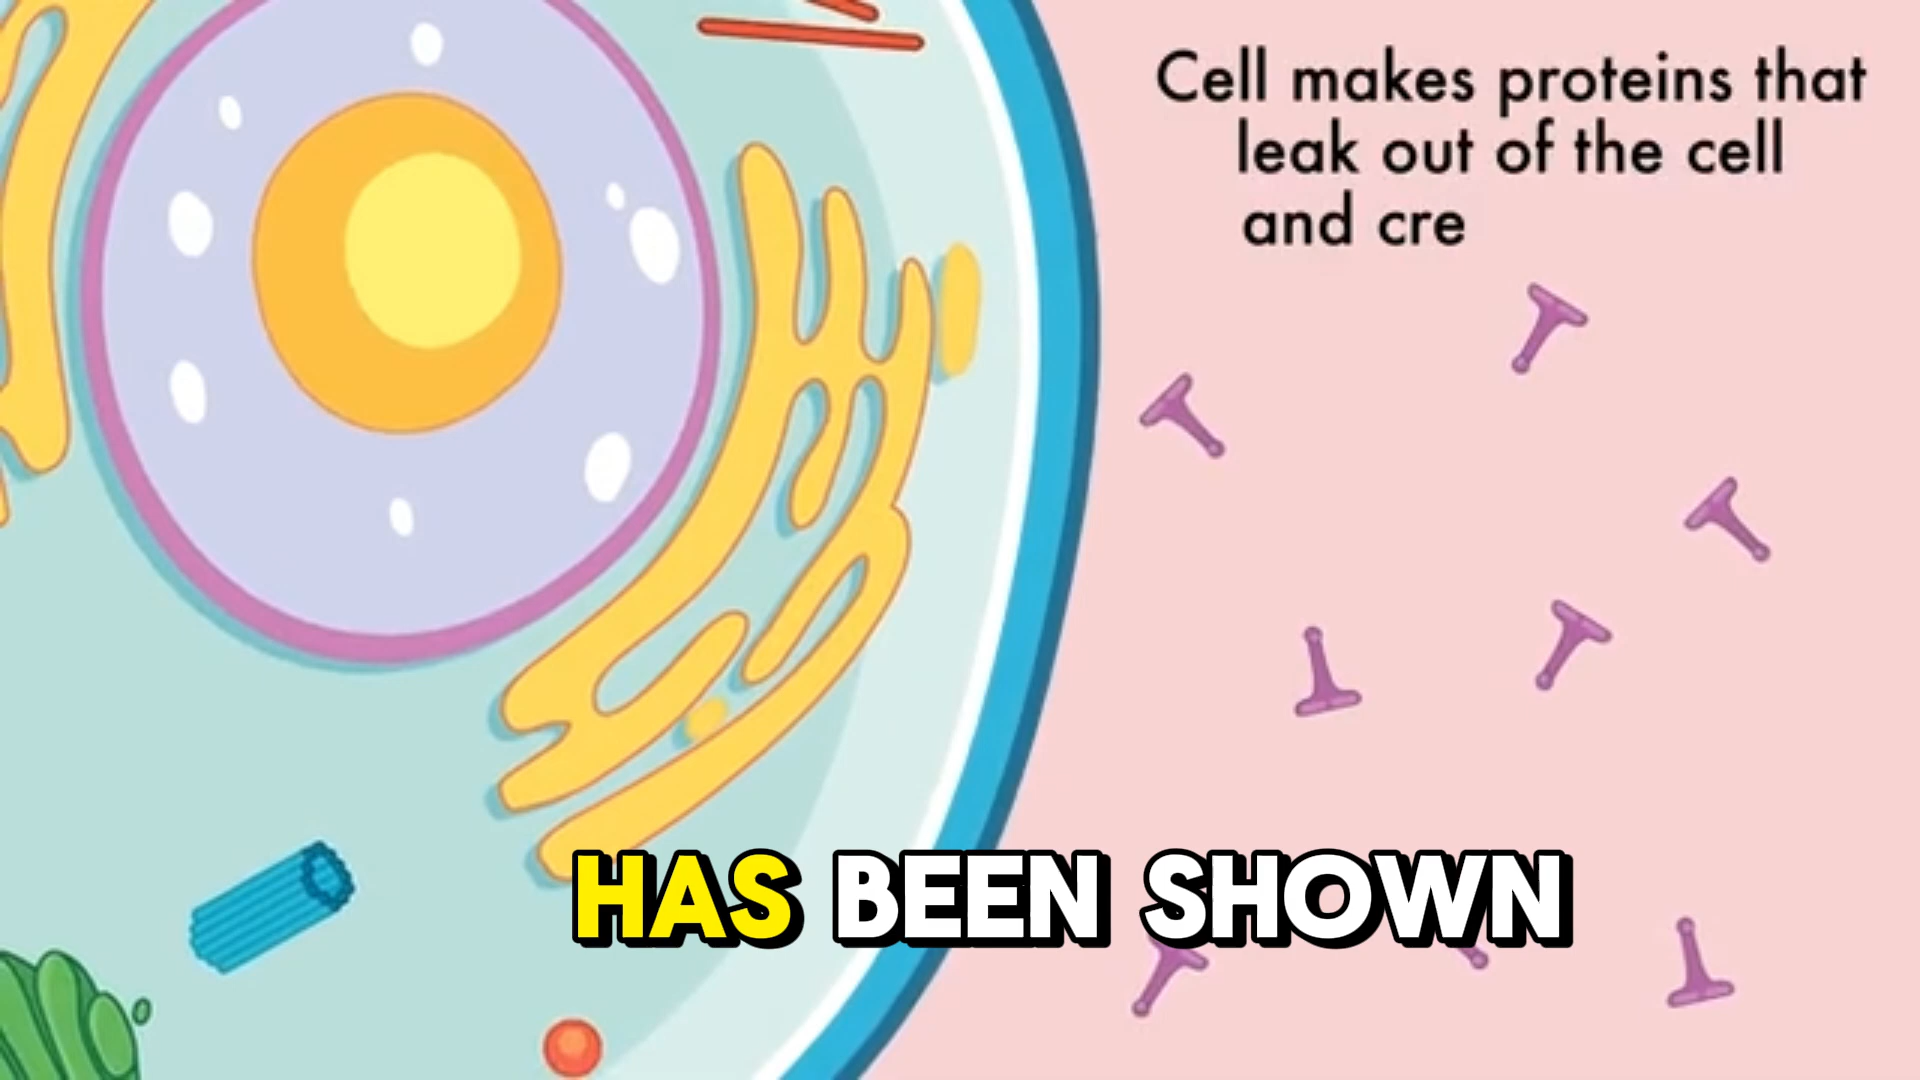 Cell makes proteins that
leak out of the cell
and cre
HAS BEEN SHOWN